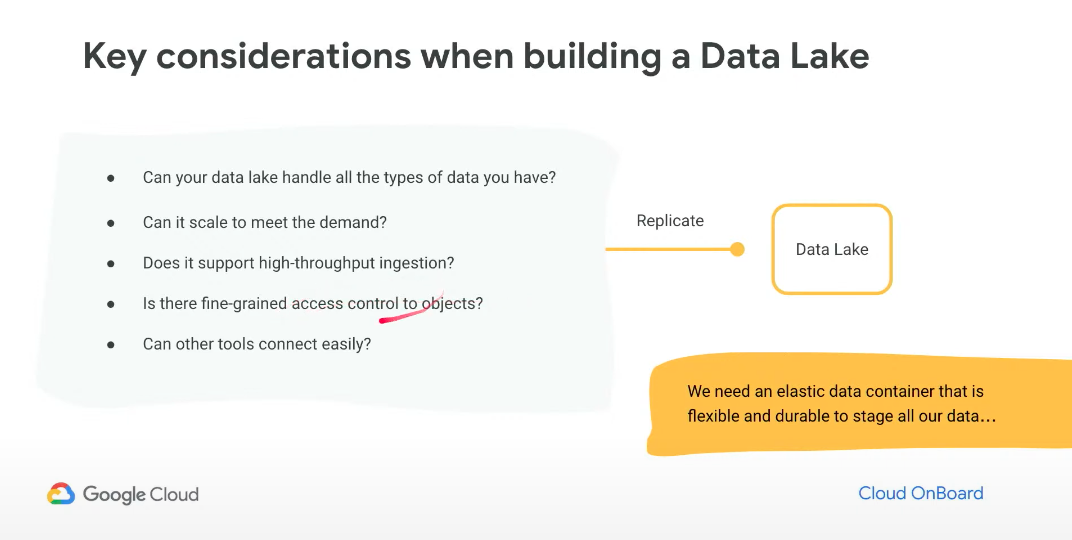 Key considerations when building a Data Lake
● Can your data lake handle all the types of data you have?
● Can it scale to meet the demand?
● Does it support high-throughput ingestion?
● Is there fine-grained access control to objects?
● Can other tools connect easily?
Replicate
Data Lake
We need an elastic data container that is
flexible and durable to stage all our data...
Google Cloud
Cloud OnBoard